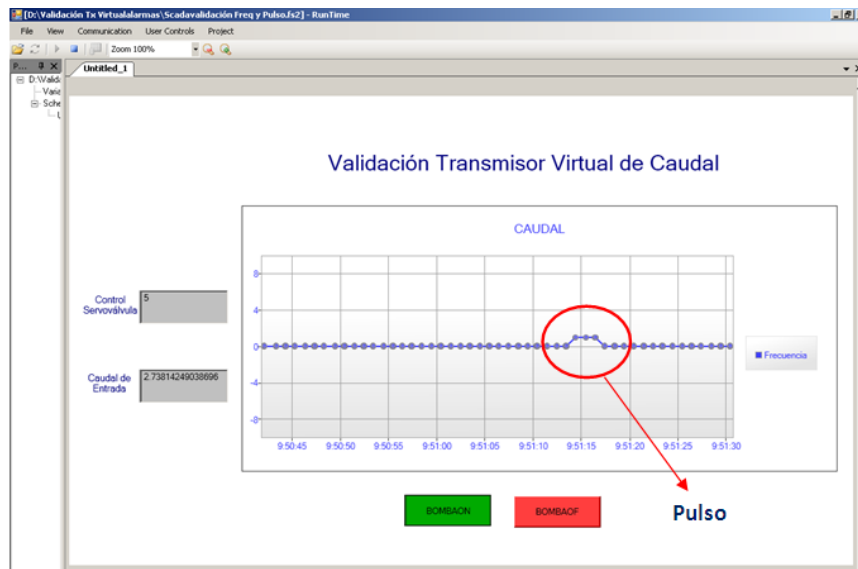 [D:\Validación Tx Virtualalarmas\Scadavalidación Freq y Pulso.fs2] - RunTime
File View Communication User Controls Project
Zoom 100%
P...
Untitled_1
D:\Valida
Varia
Sche
Validación Transmisor Virtual de Caudal
CAUDAL
8
4
0
-4
-8
9:50:45 9:50:50 9:50:55 9:51:00 9:51:05 9:51:10 9:51:15 9:51:20 9:51:25 9:51:30
Frecuencia
Control
Servoválvula
5
Caudal de
Entrada
2.73814249038696
BOMBAON
BOMBAOF
Pulso